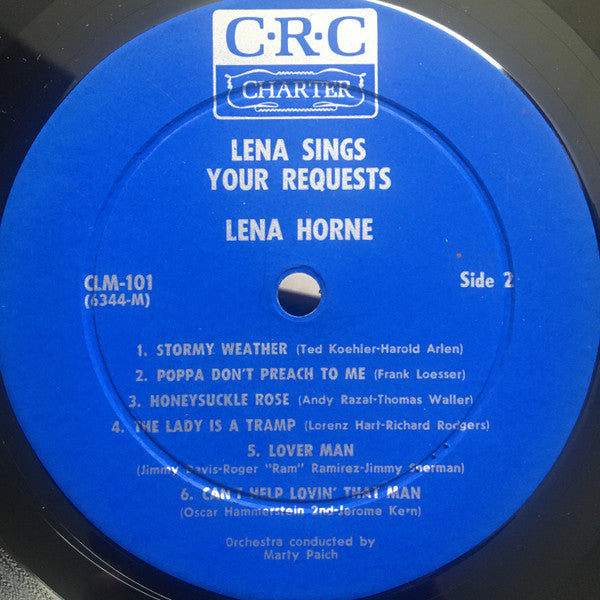 C·R·C
CHARTER
LENA SINGS
YOUR REQUESTS
LENA HORNE
CLM-101
(6344-M)
Side 2
1. STORMY WEATHER (Ted Koehler-Harold Arlen)
2. POPPA DON'T PREACH TO ME (Frank Loesser)
3. HONEYSUCKLE ROSE (Andy Razaf-Thomas Waller)
4. THE LADY IS A TRAMP (Lorenz Hart-Richard Rodgers)
5. LOVER MAN
(Jimmy Davis-Roger "Ram" Ramirez-Jimmy Sherman)
6. CAN'T HELP LOVIN' THAT MAN
(Oscar Hammerstein 2nd-Jerome Kern)
Orchestra conducted by
Marty Paich